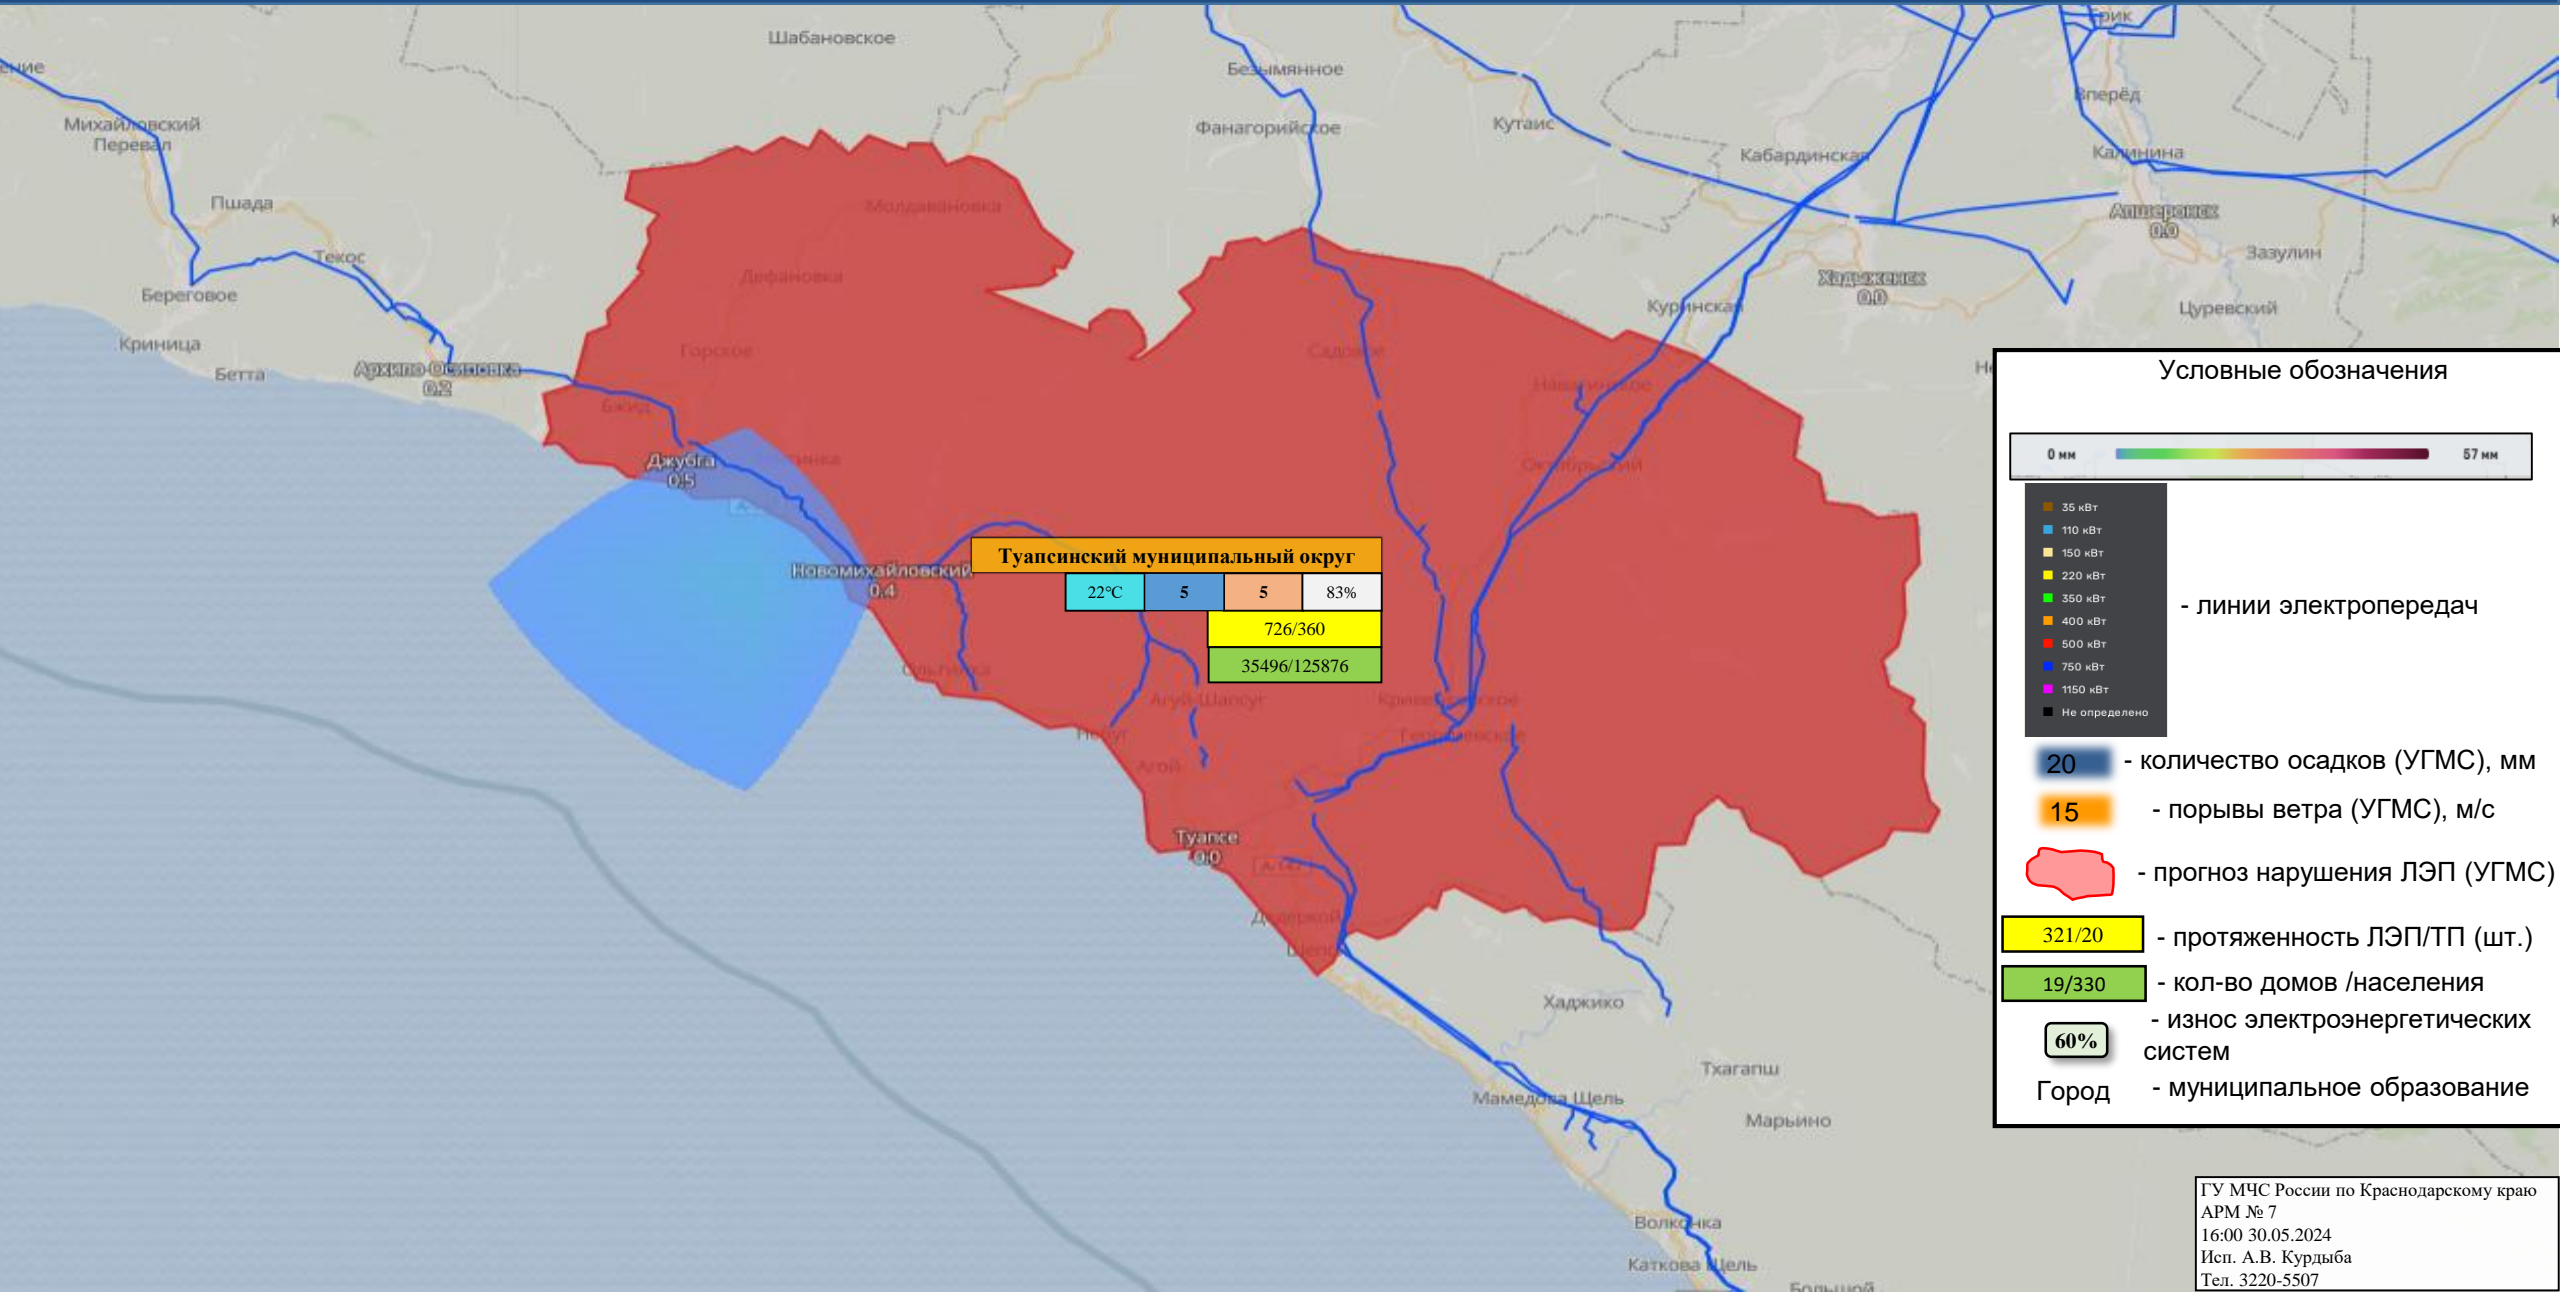 Шабановское
Безымянное
Михайловский
Перевал
Фанагорийское
Кутаис
Вперёд
Кабардинская
Калинина
Пшада
Молдавановка
Апшеронск
0.0
Текос
Дефановка
Зазулин
Хадыженск
0.0
Береговое
Куринская
Цуревский
Криница
Горское
Садовое
Бетта
Архипо-Осиповка
0.2
Бжид
Навагинское
Джубга
0.5
Октябрьский
Новомихайловский
0.4
Туапсинский муниципальный округ
22°С
5
5
83%
726/360
35496/125876
Ольгинка
Агуй-Шапсуг
Кривенковское
Георгиевское
Небуг
Агой
Туапсе
0.0
А-147
Дедеркой
Шепси
Хаджико
Тхагапш
Мамедова Щель
Марьино
Волконка
Каткова Щель
Большой
Условные обозначения
0 мм
57 мм
35 кВт
110 кВт
150 кВт
220 кВт
350 кВт
400 кВт
500 кВт
750 кВт
1150 кВт
Не определено
- линии электропередач
20 - количество осадков (УГМС), мм
15 - порывы ветра (УГМС), м/с
- прогноз нарушения ЛЭП (УГМС)
321/20 - протяженность ЛЭП/ТП (шт.)
19/330 - кол-во домов /населения
60% - износ электроэнергетических
систем
Город - муниципальное образование
ГУ МЧС России по Краснодарскому краю
АРМ № 7
16:00 30.05.2024
Исп. А.В. Курдыба
Тел. 3220-5507